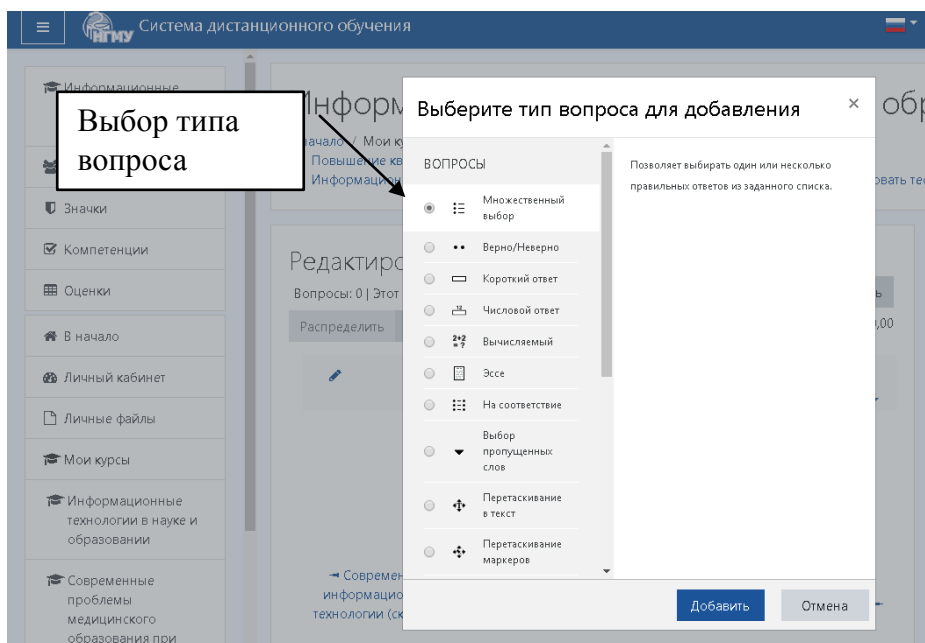 НГМУ Система дистанционного обучения
Информационные
Выбор типа
вопроса
Значки
Компетенции
Оценки
В начало
Личный кабинет
Личные файлы
Мои курсы
Информационные
технологии в науке и
образовании
Современные
проблемы
медицинского
образования при
Информ
обр
Мои к
Повышение кв
Информацион
овать те
Редактиро
Вопросы: 0 | Этот
Распределить
ь
,00
Современ
информацио
технологии (ск
Выберите тип вопроса для добавления
×
ВОПРОСЫ
Множественный
выбор
Верно/Неверно
Короткий ответ
12
Числовой ответ
2+2
= ?
Вычисляемый
Эссе
На соответствие
Выбор
пропущенных
слов
Перетаскивание
в текст
Перетаскивание
маркеров
Позволяет выбирать один или несколько
правильных ответов из заданного списка.
Добавить
Отмена